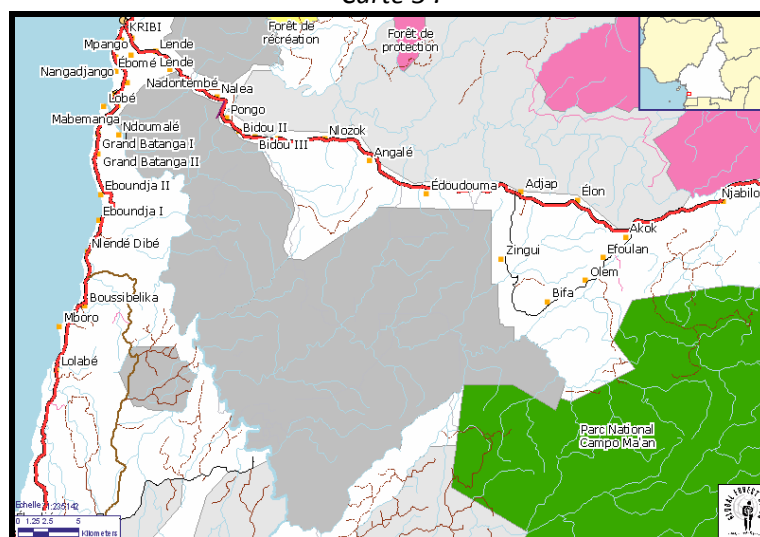 KRIBI
Forêt de
récréation
Forêt de
protection
Mpango
Lende
Ébomé
Lende
Nangadjango
Nadontembé
Nalea
Lobé
Pongo
Mabemanga
Ndoumalé
Bidou II
Nlozok
Grand Batanga I
Bidou III
Angalé
Grand Batanga II
Eboundja II
Édoudouma
Adjap
Élon
Njabilo
Eboundja I
Akok
Nlendé Dibé
Zingui
Efoulan
Olem
Boussibelika
Bifa
Mboro
Lolabé
Parc National
Campo Ma'an
Echelle 1:235142
0 1.25 2.5 5
Kilometers